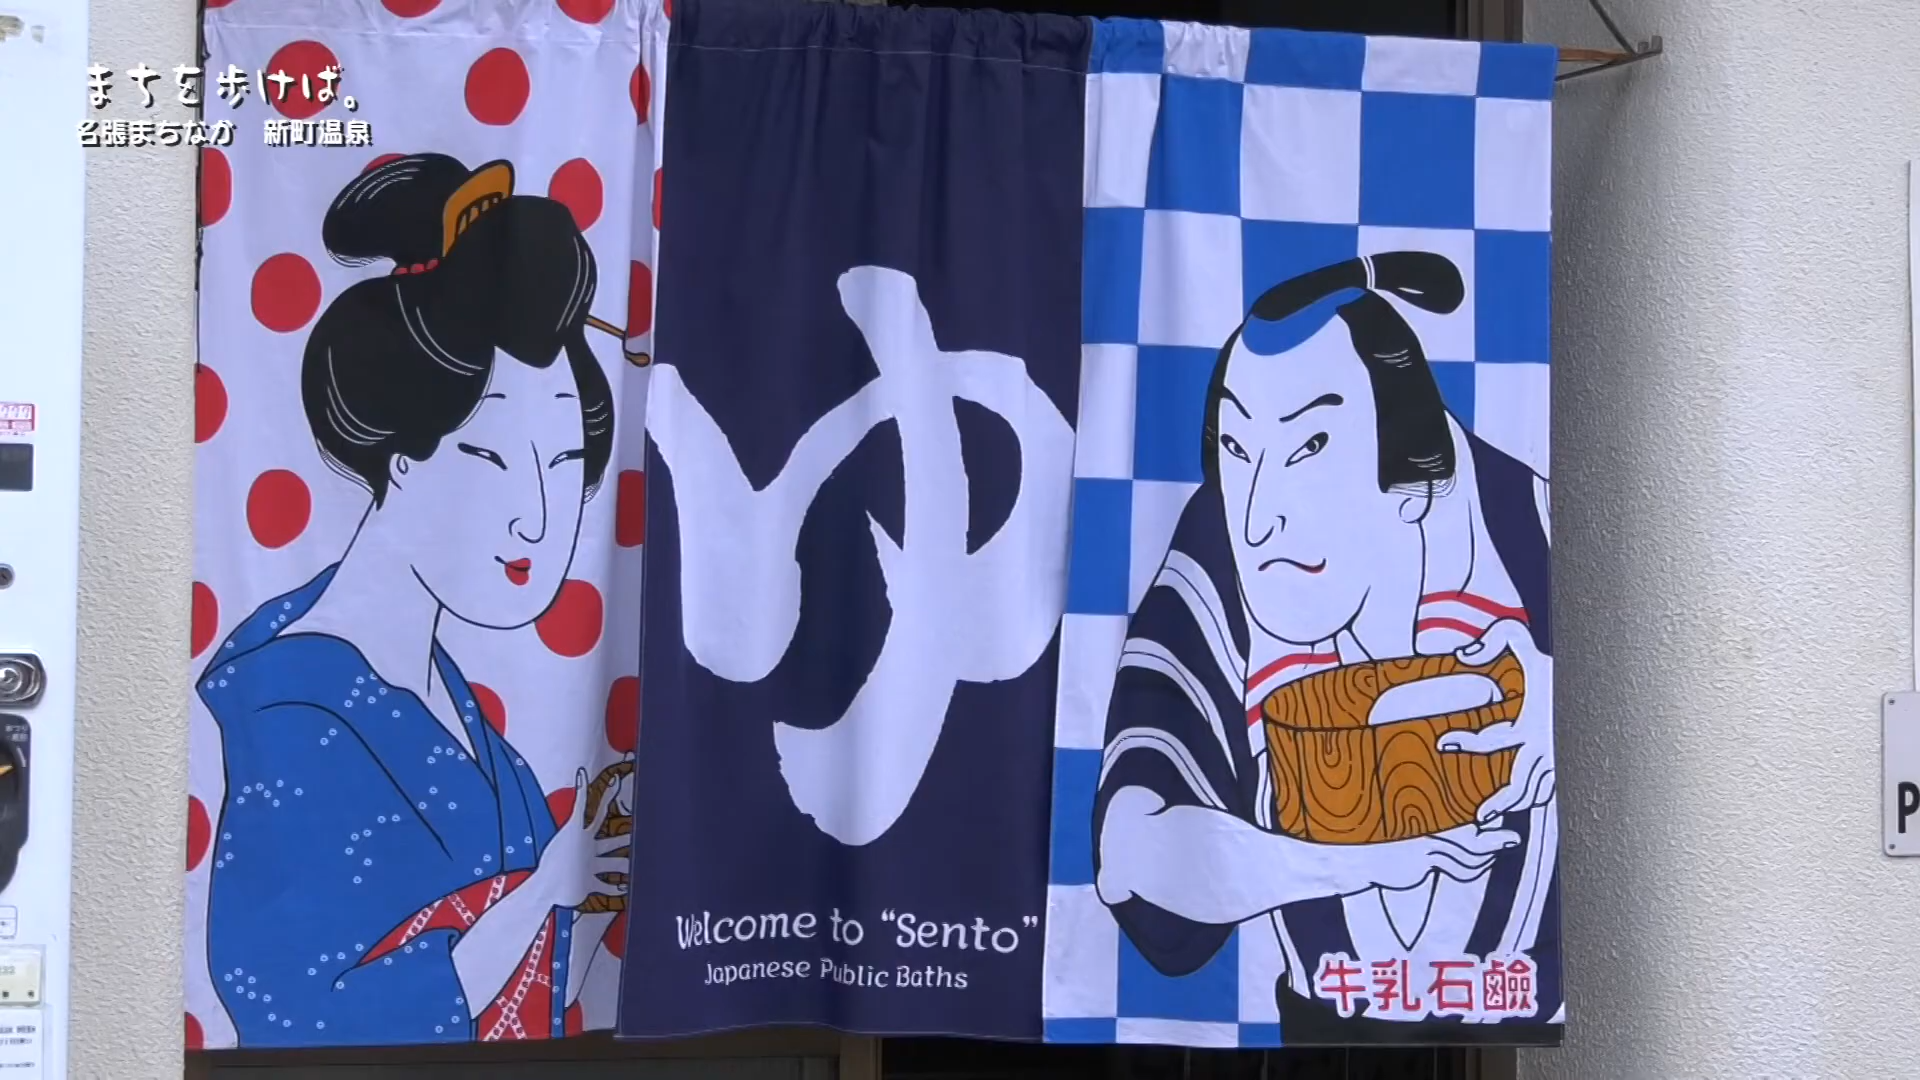 まちを歩けば。
名張まちなか　新町温泉
ゆ
Welcome to “Sento”
Japanese Public Baths
牛乳石鹸
P